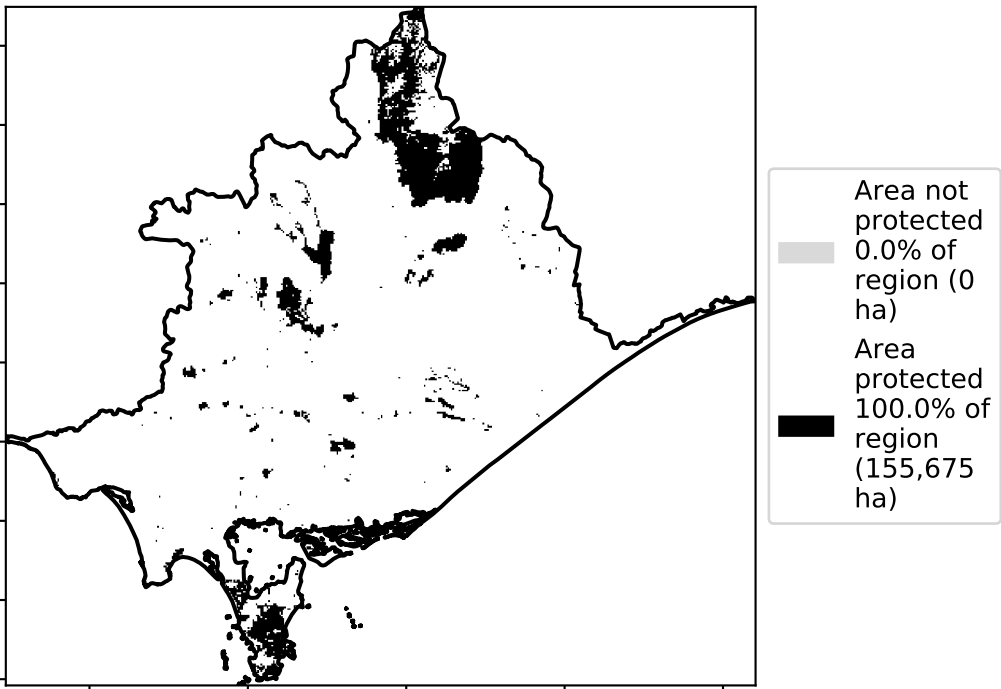 Area not
protected
0.0% of
region (0
ha)
Area
protected
100.0% of
region
(155,675
ha)